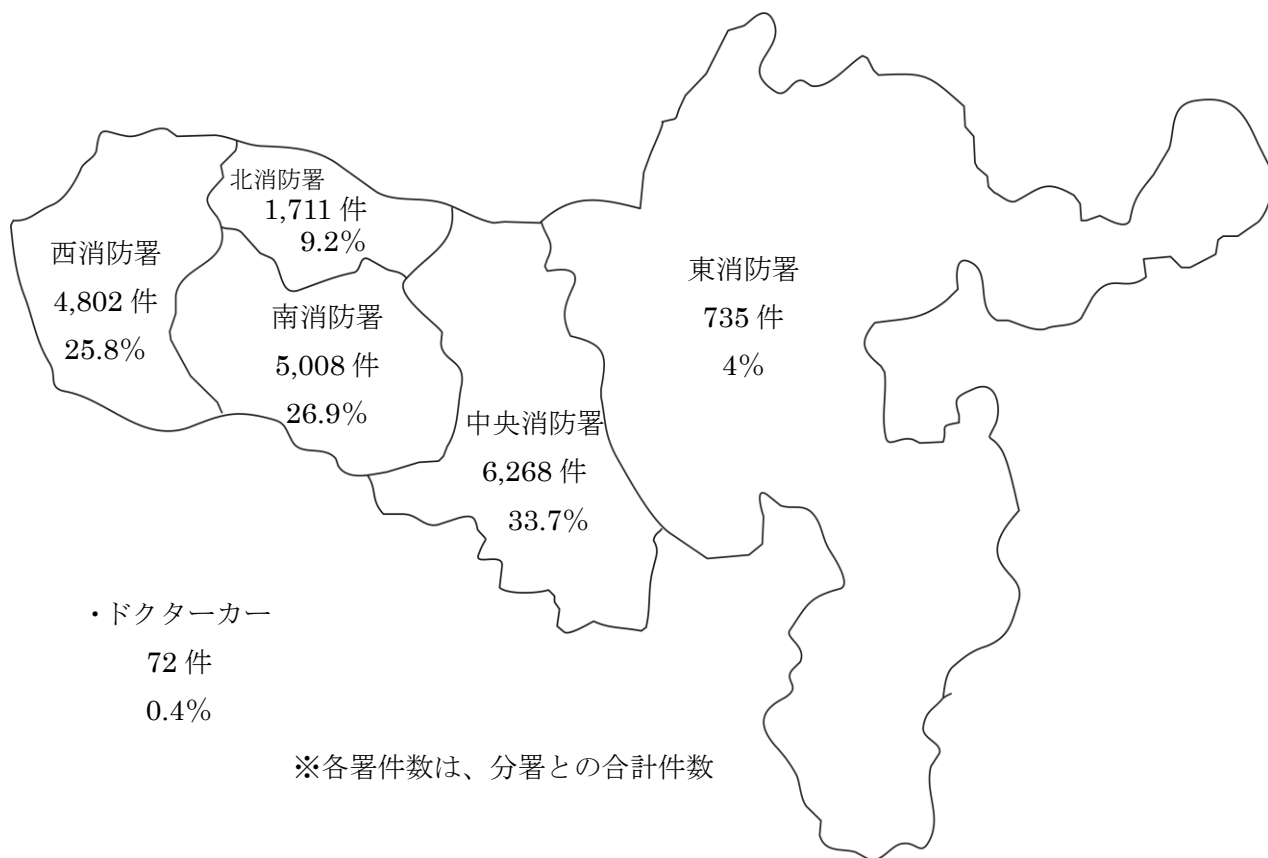 北消防署
1,711 件
9.2%
西消防署
4,802 件
25.8%
南消防署
5,008 件
26.9%
東消防署
735 件
4%
中央消防署
6,268 件
33.7%
・ドクターカー
72 件
0.4%
※各署件数は、分署との合計件数